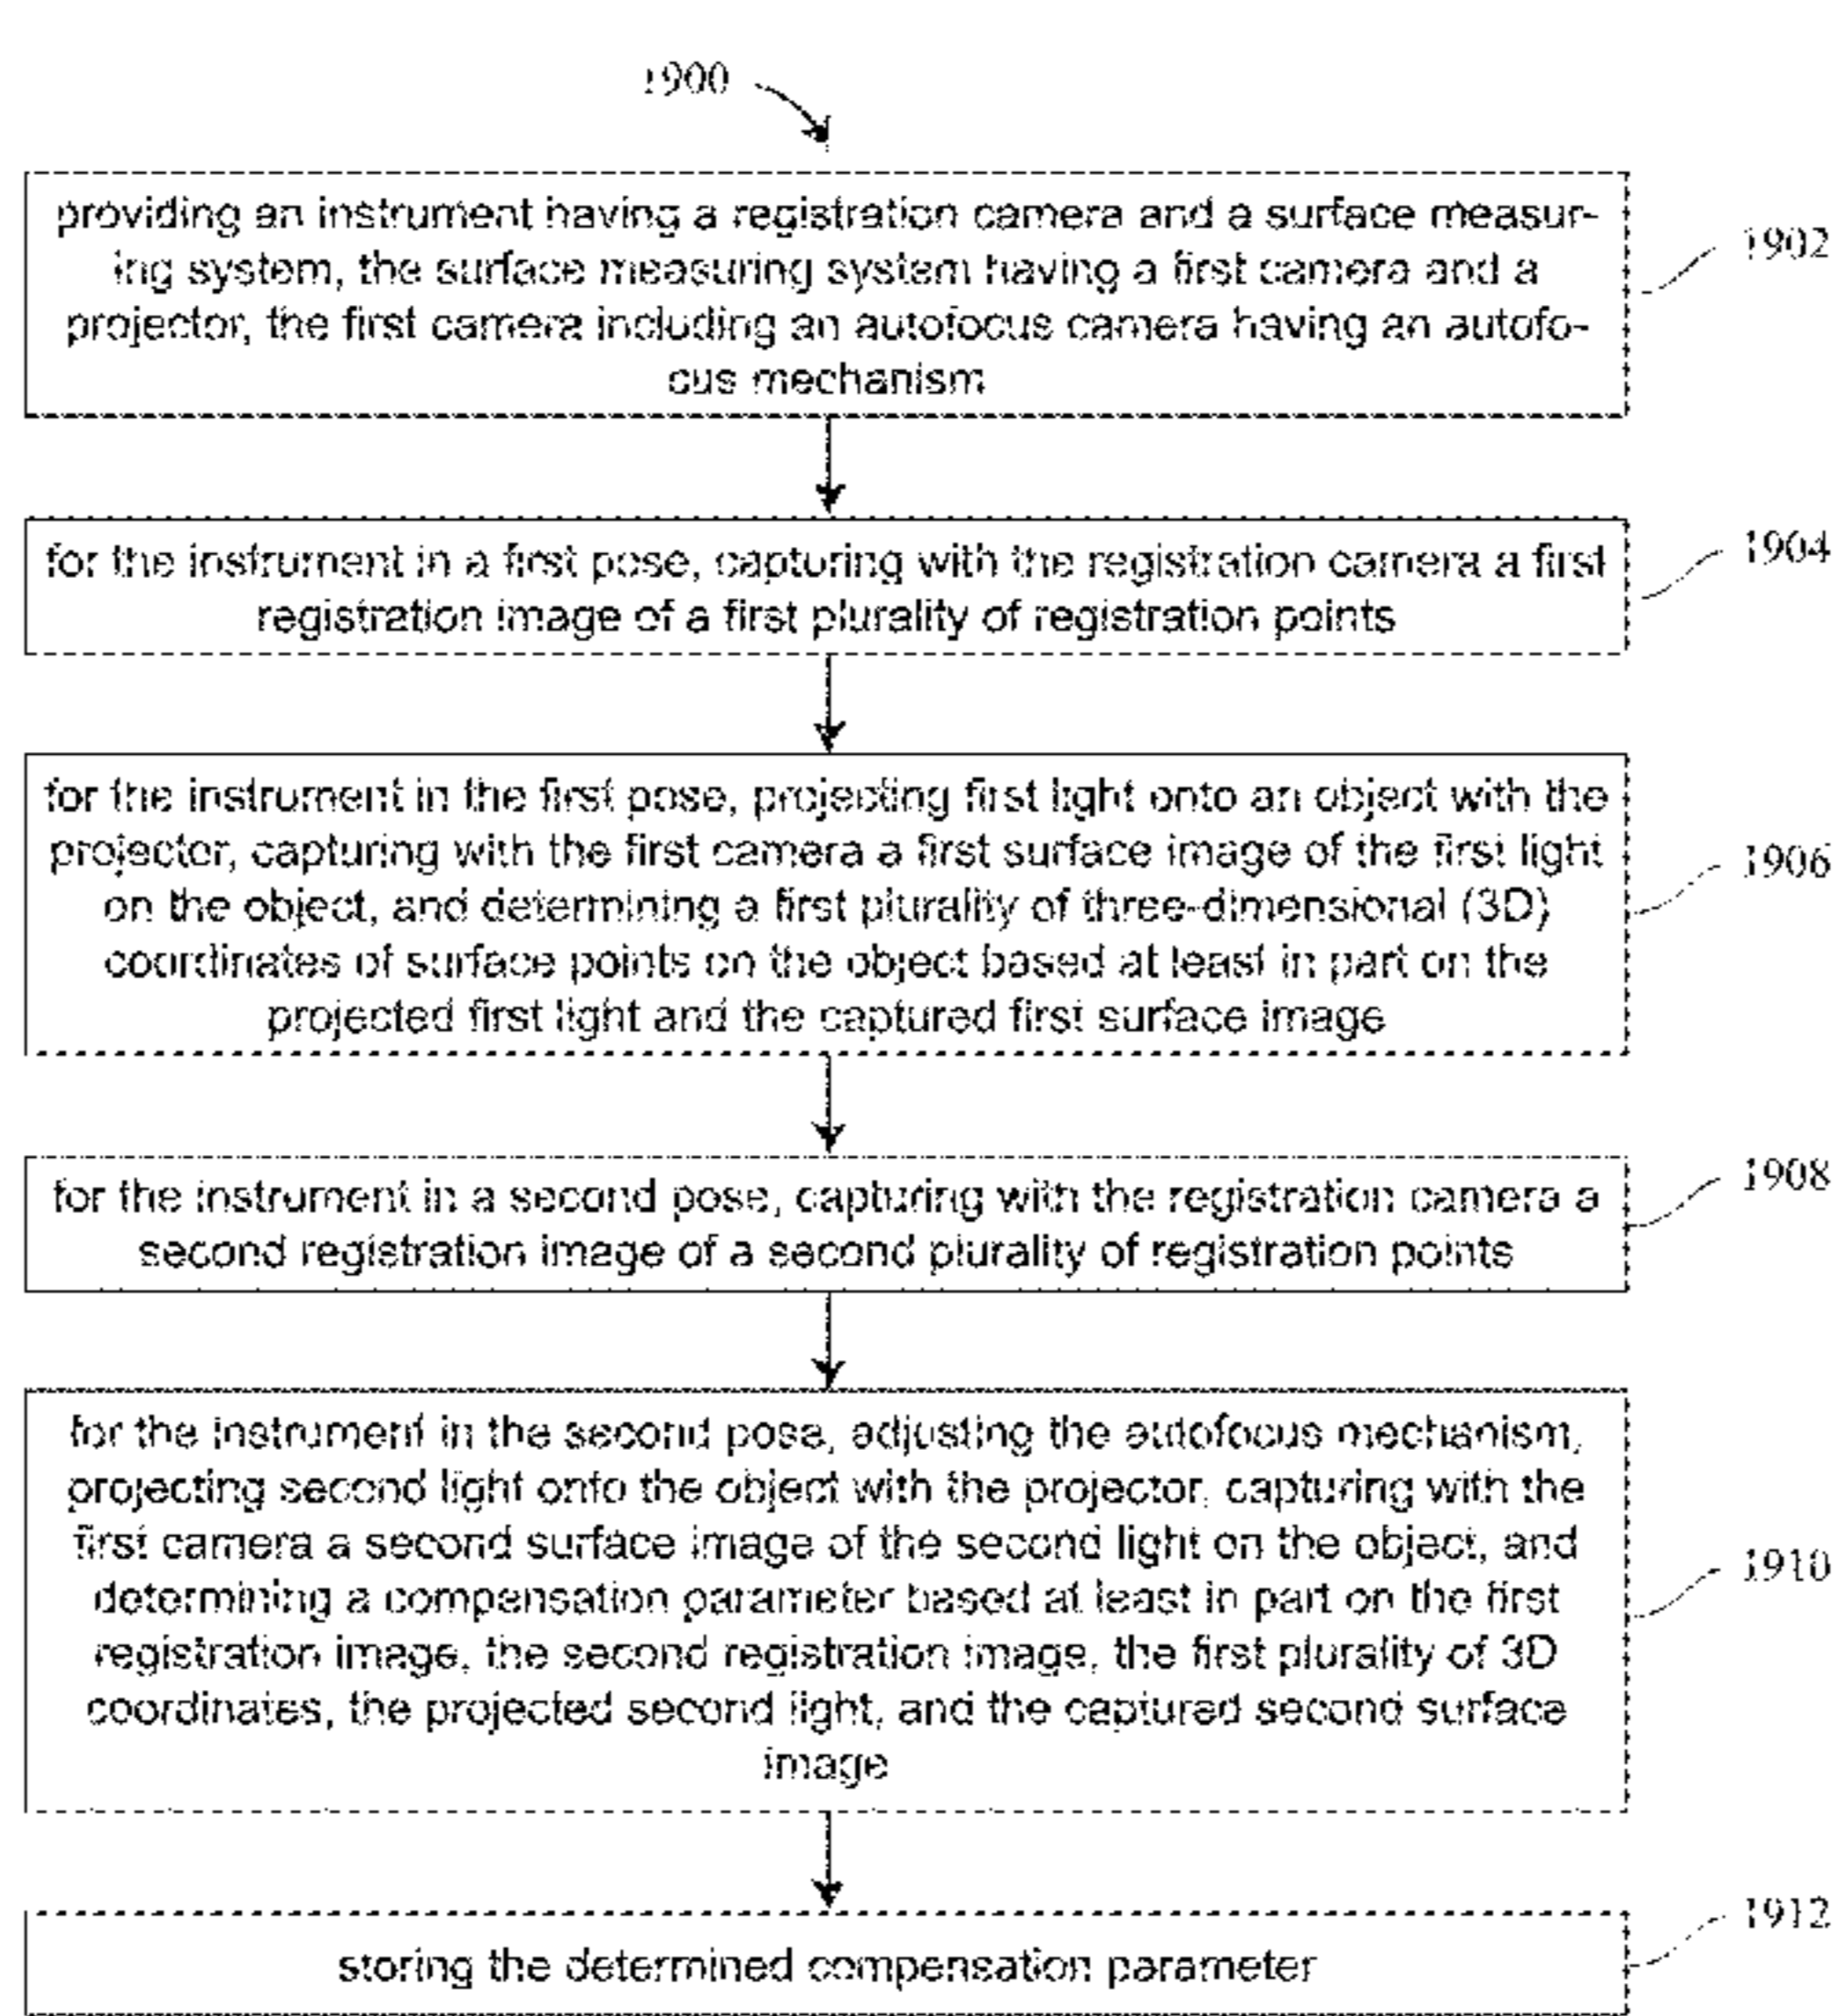 1900
providing an instrument having a registration camera and a surface measur-
ing system, the surface measuring system having a first camera and a
projector, the first camera including an autofocus camera having an autofo-
cus mechanism
1902
for the instrument in a first pose, capturing with the registration camera a first
registration image of a first plurality of registration points
1904
for the instrument in the first pose, projecting first light onto an object with the
projector, capturing with the first camera a first surface image of the first light
on the object, and determining a first plurality of three-dimensional (3D)
coordinates of surface points on the object based at least in part on the
projected first light and the captured first surface image
1906
for the instrument in a second pose, capturing with the registration camera a
second registration image of a second plurality of registration points
1908
for the instrument in the second pose, adjusting the autofocus mechanism,
projecting second light onto the object with the projector, capturing with the
first camera a second surface image of the second light on the object, and
determining a compensation parameter based at least in part on the first
registration image, the second registration image, the first plurality of 3D
coordinates, the projected second light, and the captured second surface
image
1910
storing the determined compensation parameter
1912